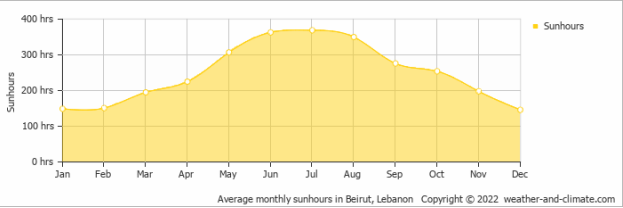 400 hrs
300 hrs
200 hrs
100 hrs
0 hrs
Sunhours
Jan Feb Mar Apr May Jun Jul Aug Sep Oct Nov Dec
Sunhours
Average monthly sunhours in Beirut, Lebanon Copyright © 2022 weather-and-climate.com